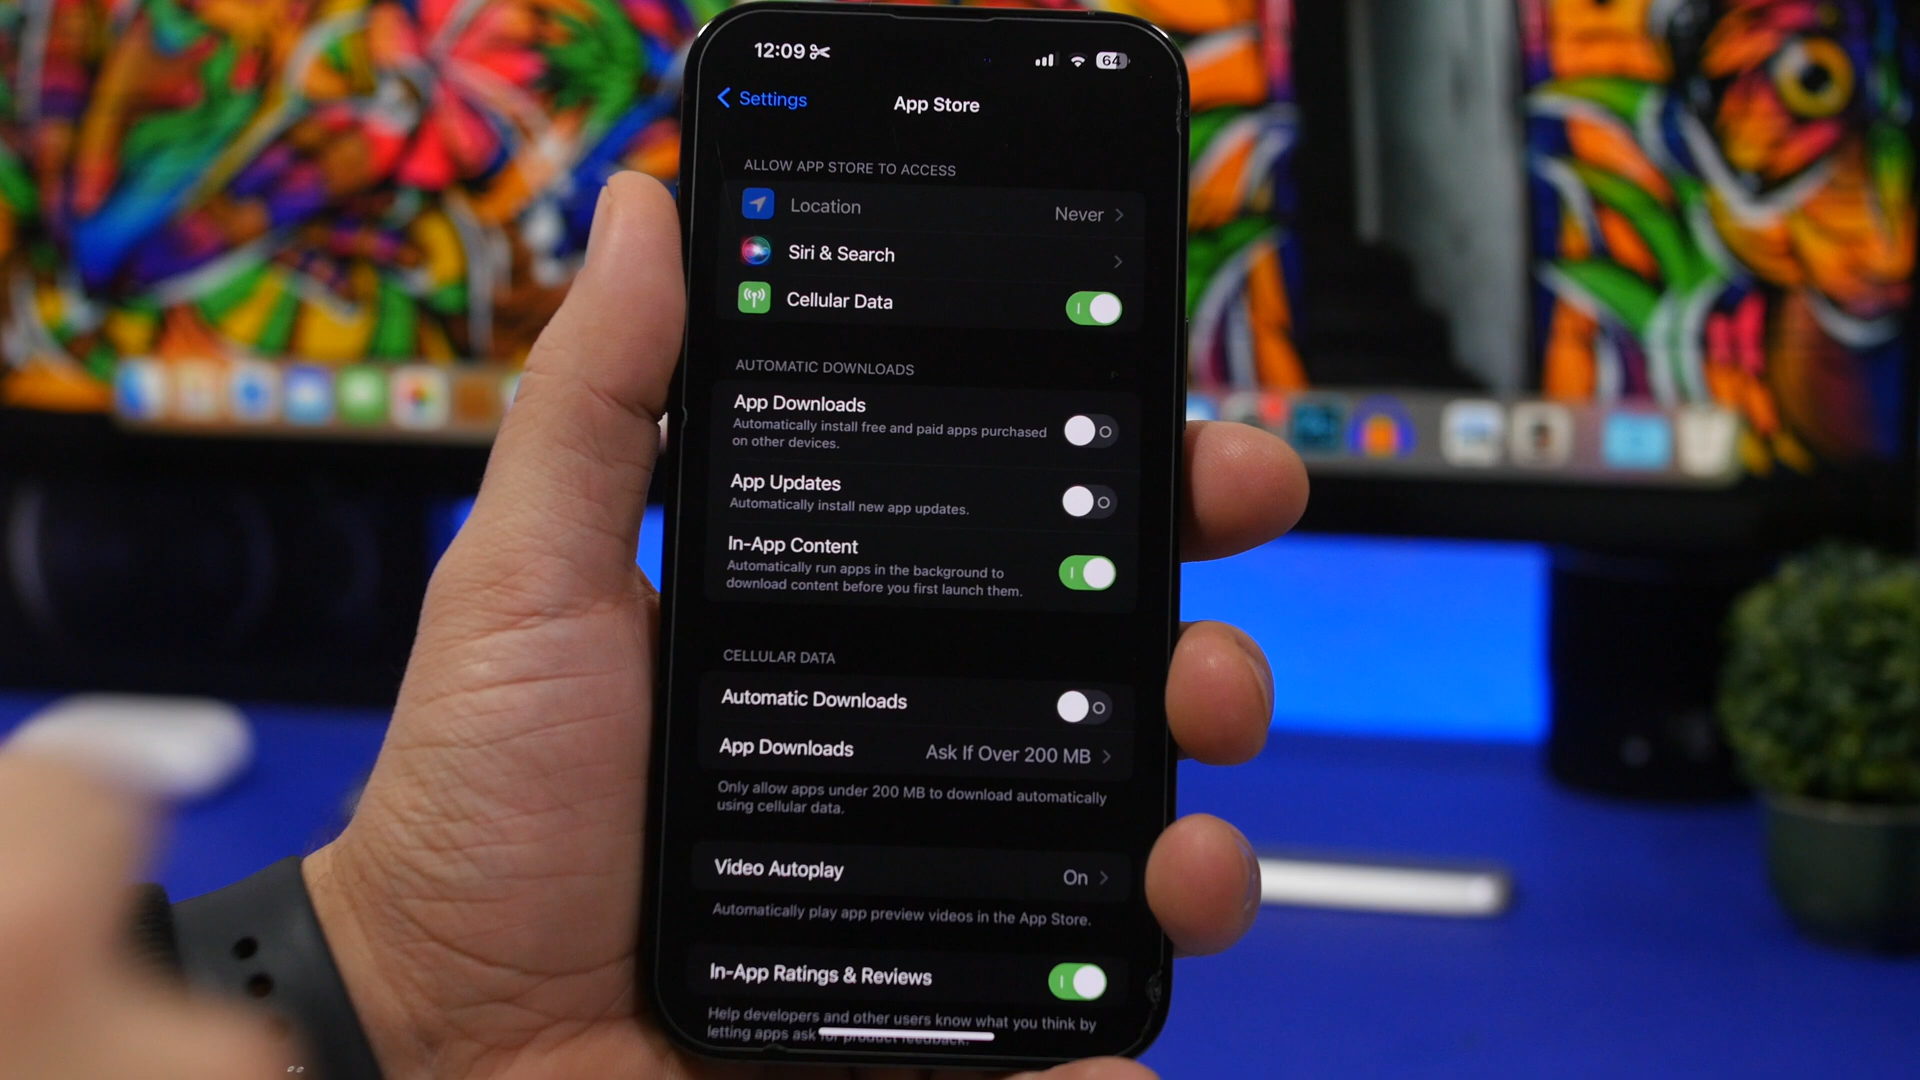 12:09
64
Settings
App Store
ALLOW APP STORE TO ACCESS
Location
Never
Siri & Search
Cellular Data
AUTOMATIC DOWNLOADS
App Downloads
Automatically install free and paid apps purchased
on other devices.
App Updates
Automatically install new app updates.
In-App Content
Automatically run apps in the background to
download content before you first launch them.
CELLULAR DATA
Automatic Downloads
App Downloads
Ask If Over 200 MB
Only allow apps under 200 MB to download automatically
using cellular data.
Video Autoplay
On
Automatically play app preview videos in the App Store.
In-App Ratings & Reviews
Help developers and other users know what you think by
letting apps ask for product feedback.